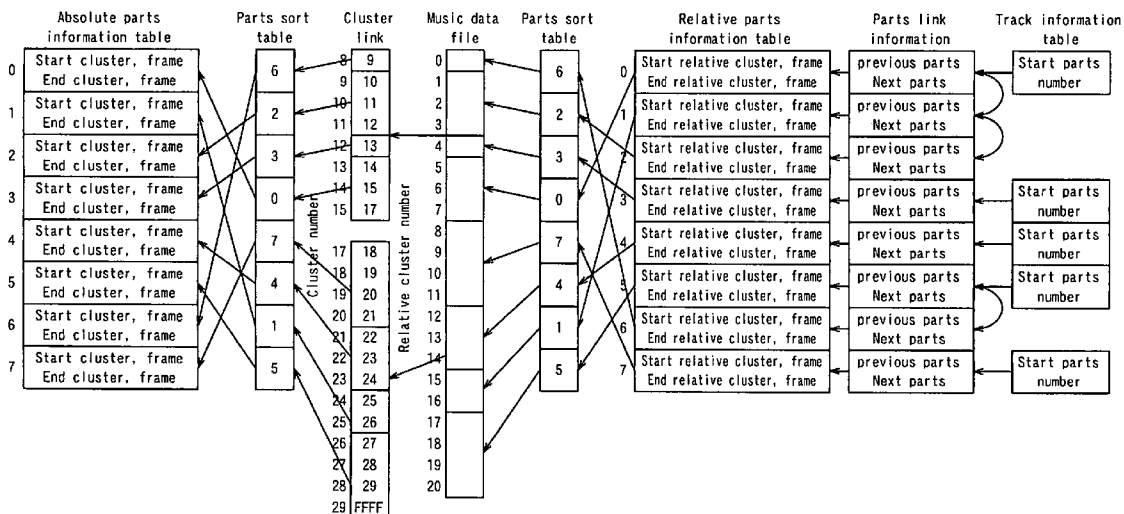 Absolute parts
information table
Parts sort
table
Cluster
link
Music data
file
Parts sort
table
Relative parts
information table
Parts link
information
Track information
table
0
Start cluster, frame
End cluster, frame
1
Start cluster, frame
End cluster, frame
2
Start cluster, frame
End cluster, frame
3
Start cluster, frame
End cluster, frame
4
Start cluster, frame
End cluster, frame
5
Start cluster, frame
End cluster, frame
6
Start cluster, frame
End cluster, frame
7
Start cluster, frame
End cluster, frame
6
2
3
0
7
4
1
5
Cluster number
8 9
9 10
10 11
11 12
12 13
13 14
14 15
15 17
17 18
18 19
19 20
20 21
21 22
22 23
23 24
24 25
25 26
26 27
27 28
28 29
29 FFFF
Relative cluster number
0
1
2
3
4
5
6
7
8
9
10
11
12
13
14
15
16
17
18
19
20
6
2
3
0
7
4
1
5
0
Start relative cluster, frame
End relative cluster, frame
1
Start relative cluster, frame
End relative cluster, frame
2
Start relative cluster, frame
End relative cluster, frame
3
Start relative cluster, frame
End relative cluster, frame
4
Start relative cluster, frame
End relative cluster, frame
5
Start relative cluster, frame
End relative cluster, frame
6
Start relative cluster, frame
End relative cluster, frame
7
Start relative cluster, frame
End relative cluster, frame
previous parts
Next parts
previous parts
Next parts
previous parts
Next parts
previous parts
Next parts
previous parts
Next parts
previous parts
Next parts
previous parts
Next parts
previous parts
Next parts
Start parts
number
Start parts
number
Start parts
number
Start parts
number
Start parts
number